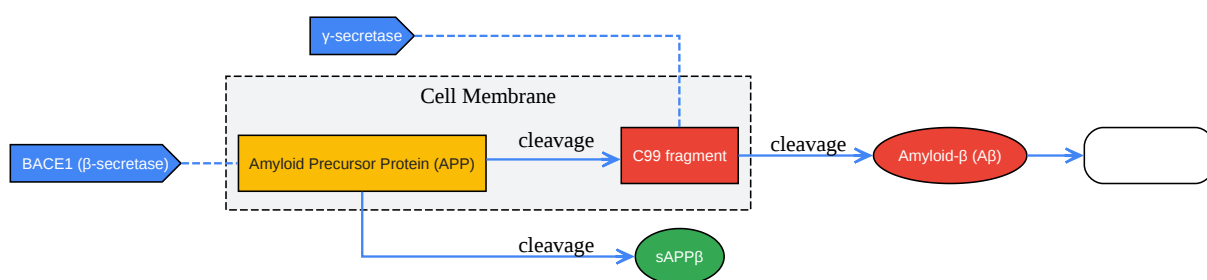 γ-secretase
Cell Membrane
cleavage
cleavage
BACE1 (β-secretase)
Amyloid Precursor Protein (APP)
C99 fragment
Amyloid-β (Aβ)
cleavage
sAPPβ